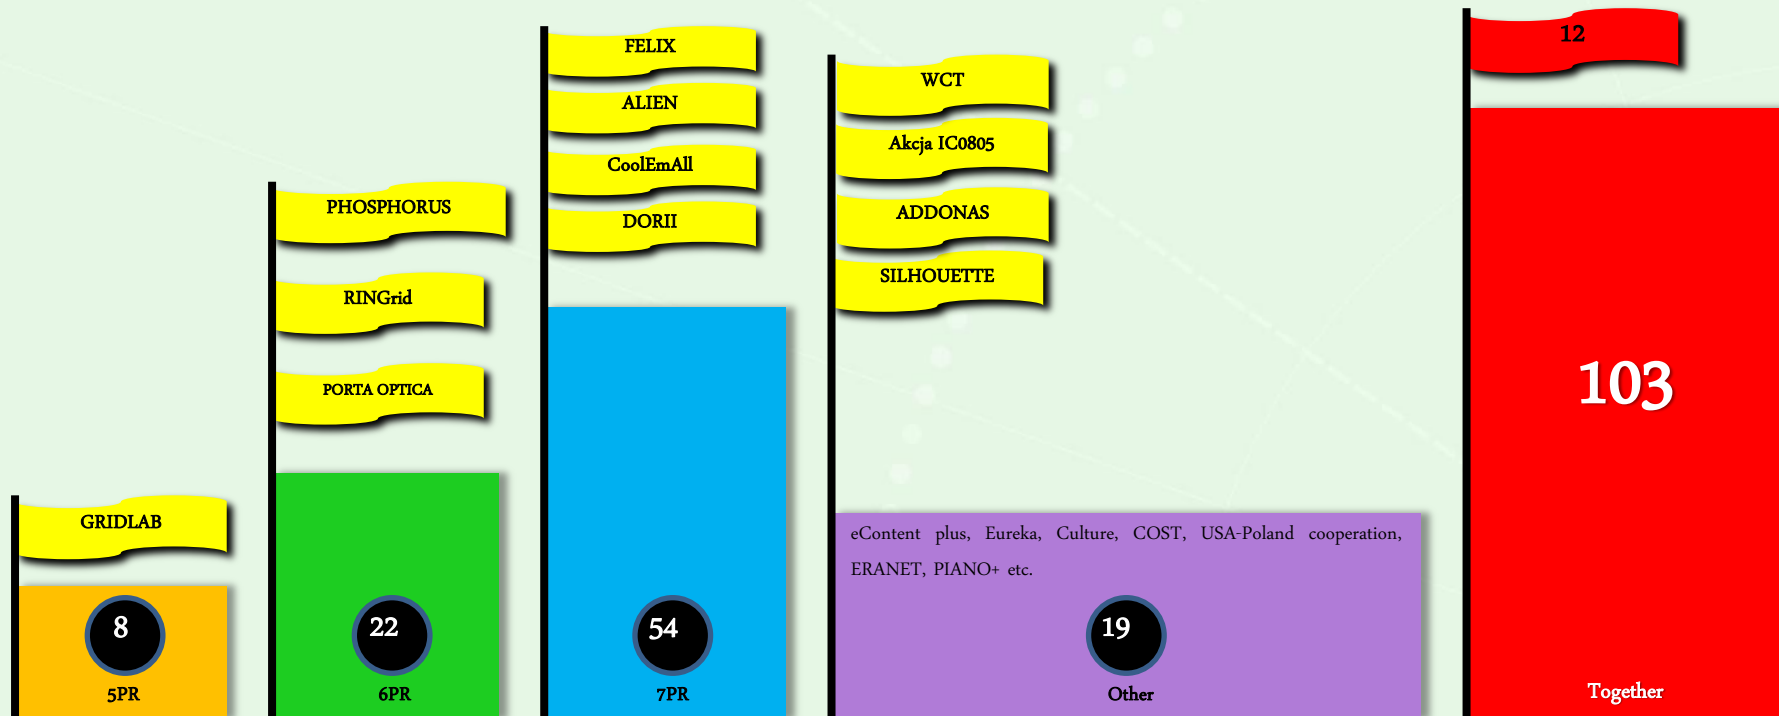 GRIDLAB
8
5PR
PHOSPHORUS
RINGrid
PORTA OPTICA
22
6PR
FELIX
ALIEN
CoolEmAll
DORII
54
7PR
WCT
Akcja IC0805
ADDONAS
SILHOUETTE
eContent plus, Eureka, Culture, COST, USA-Poland cooperation,
ERANET, PIANO+ etc.
19
Other
12
103
Together